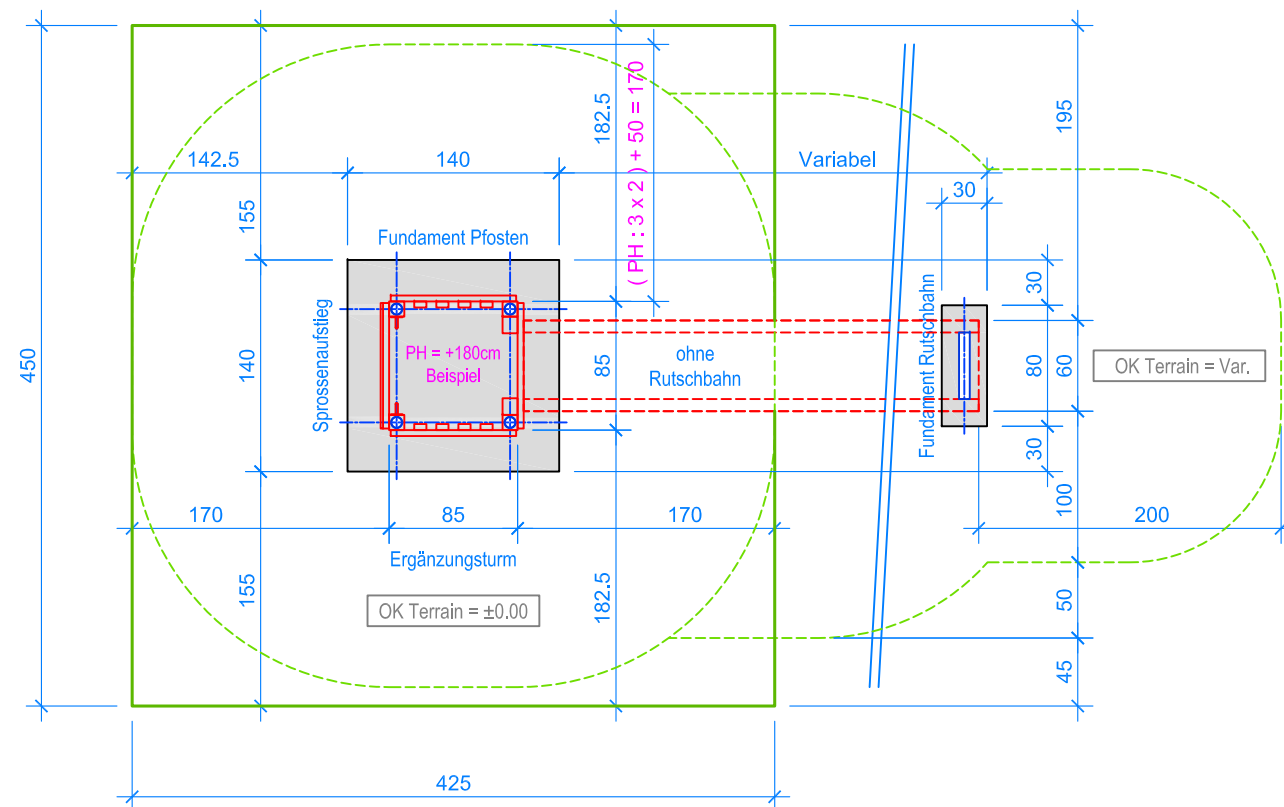 182.5
( PH : 3 x 2 ) + 50 = 170
195
142.5
140
Variabel
30
155
Fundament Pfosten
30
Sprossenaufstieg
PH = +180cm
Beispiel
ohne
Rutschbahn
Fundament Rutschbahn
450
140
85
80
60
OK Terrain = Var.
30
170
85
170
100
200
Ergänzungsturm
155
OK Terrain = ±0.00
182.5
50
45
425